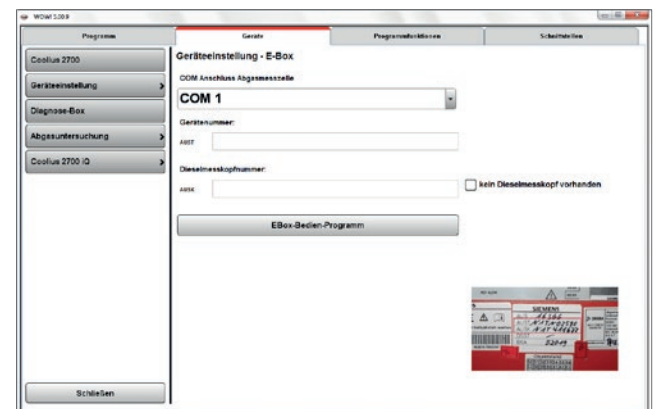 WOW! 5.00.9
Programm
Geräte
Programmfunktionen
Schnittstellen
Coolius 2700
Geräteeinstellung
Diagnose-Box
Abgasuntersuchung
Coolius 2700 iQ
Schließen
Geräteeinstellung - E-Box
COM Anschluss Abgasmesszelle
COM 1
Gerätenummer:
Dieselmesskopfnummer:
kein Dieselmesskopf vorhanden
EBox-Bedien-Programm
SIEMENS